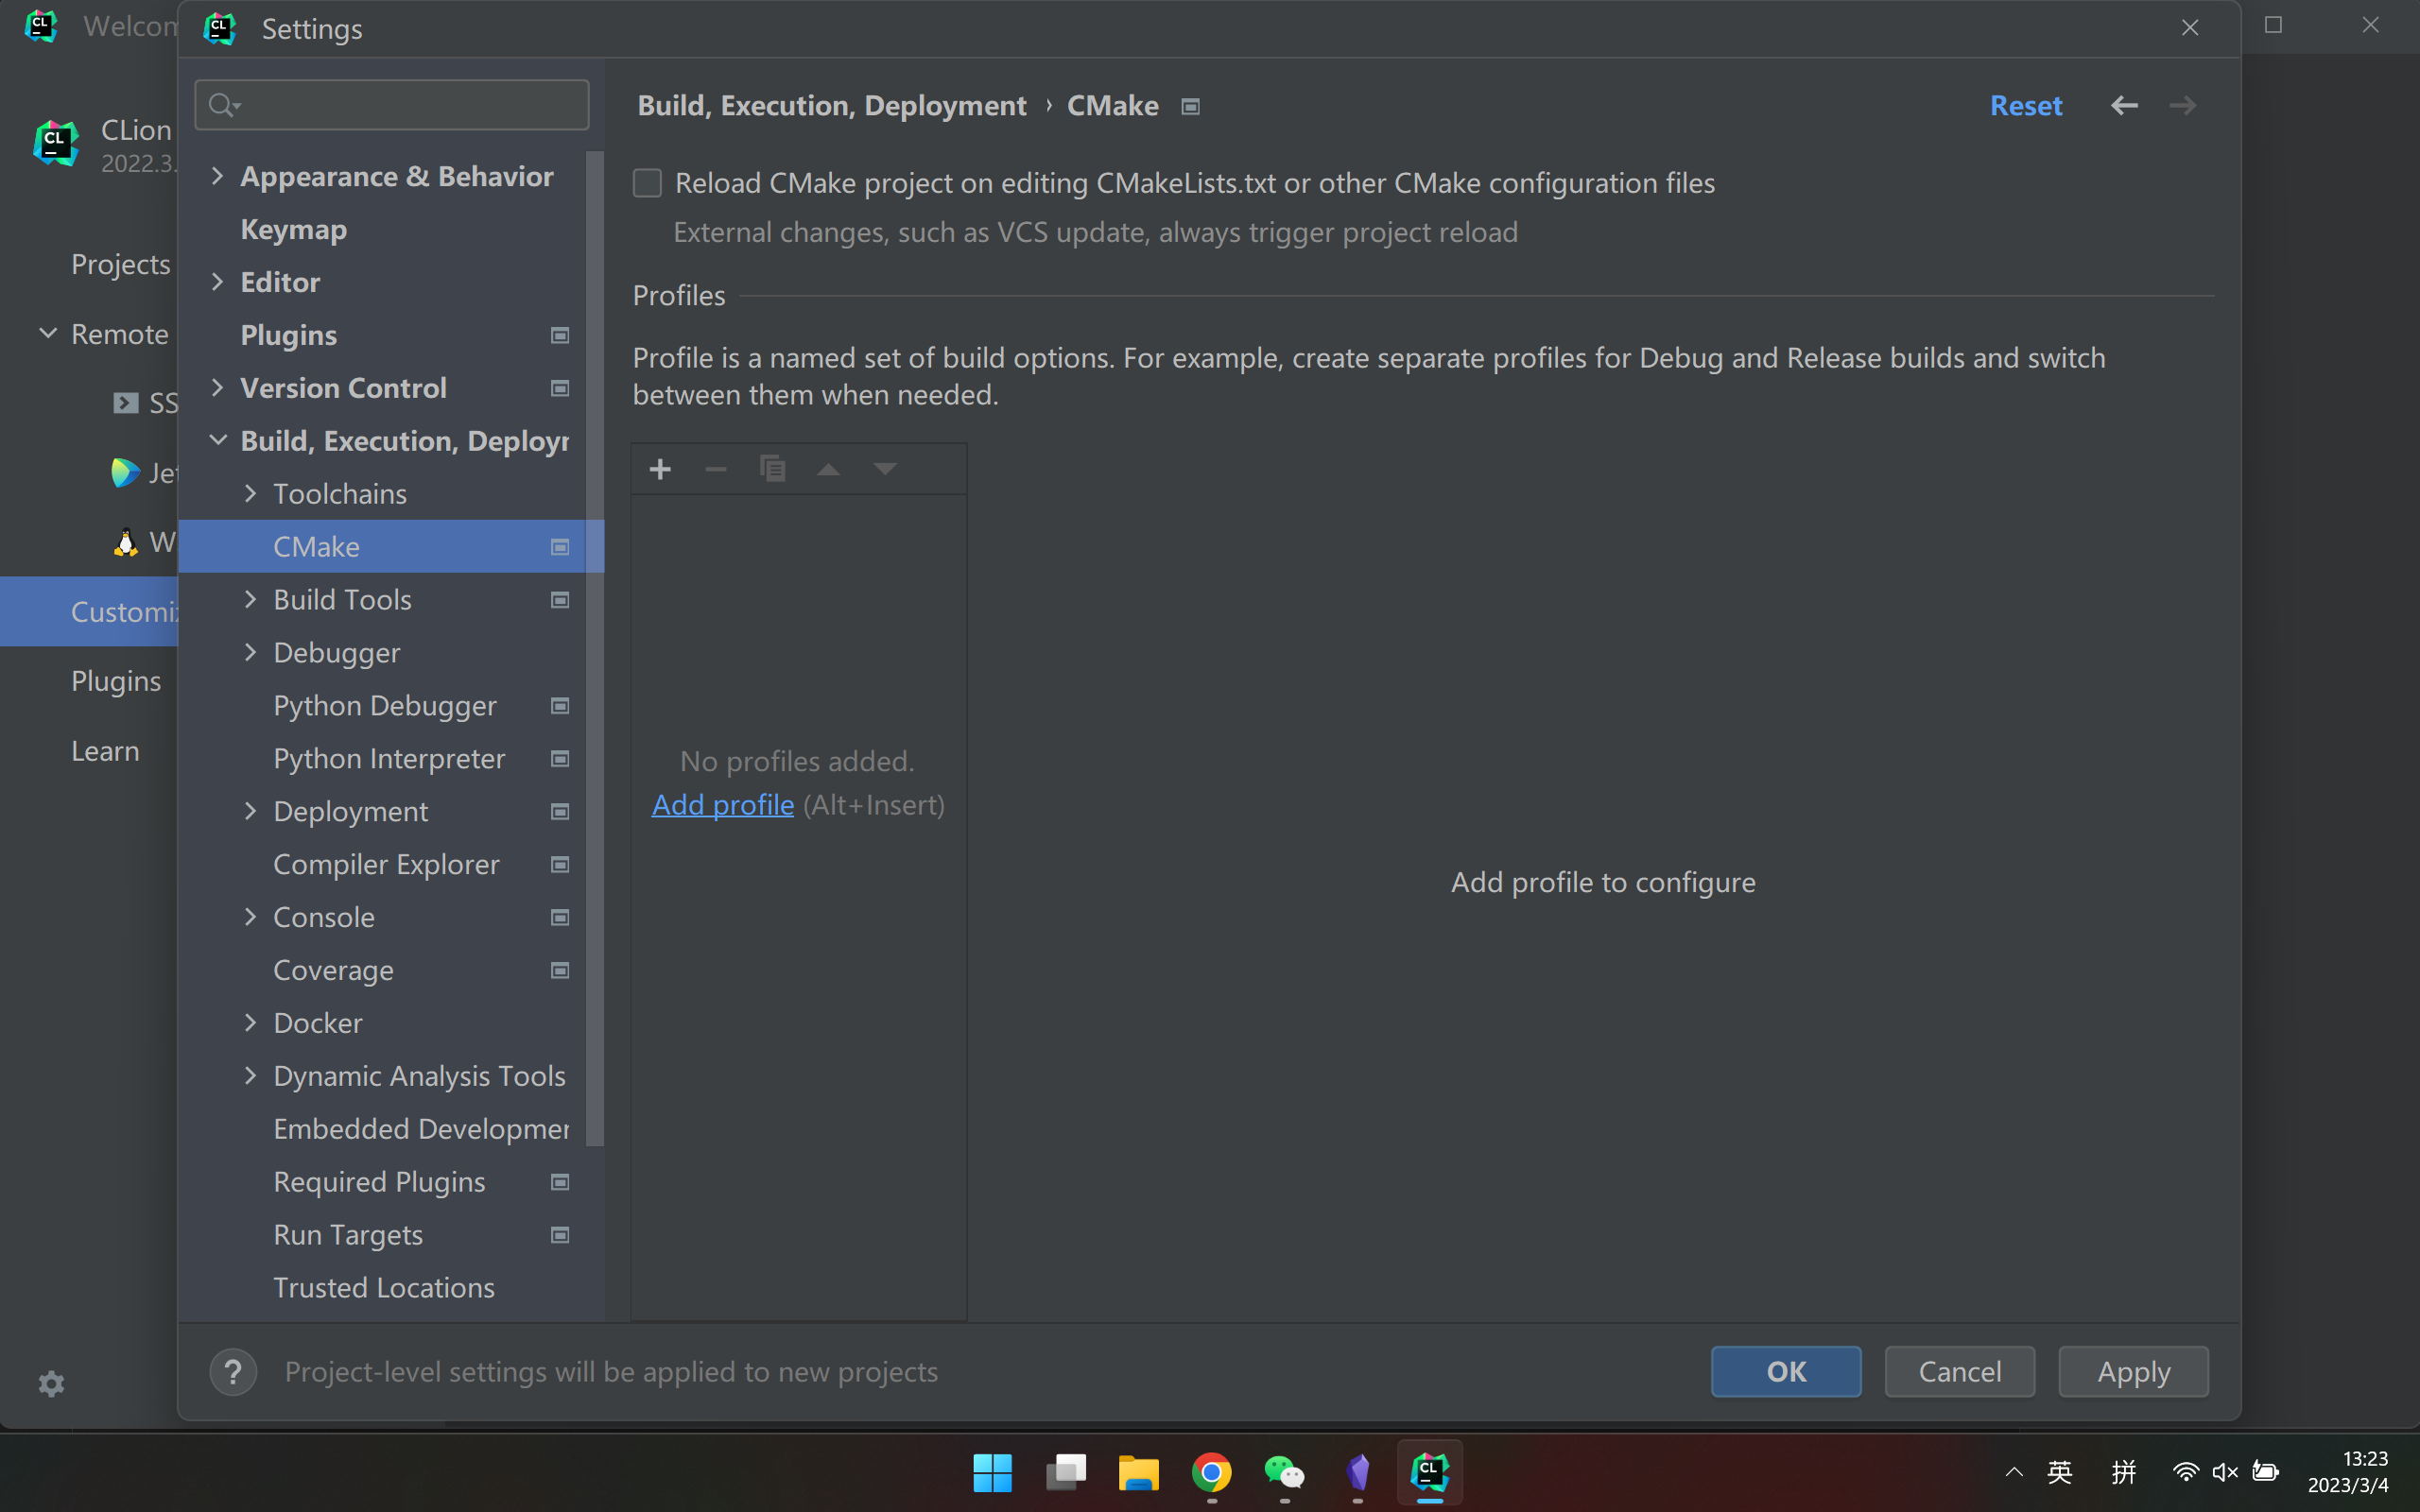 Welcom
CLion
2022.3.
Projects
Remote
SS
Jet
W
Customiz
Plugins
Learn
Settings
Appearance & Behavior
Keymap
Editor
Plugins
Version Control
Build, Execution, Deployr
Toolchains
CMake
Build Tools
Debugger
Python Debugger
Python Interpreter
Deployment
Compiler Explorer
Console
Coverage
Docker
Dynamic Analysis Tools
Embedded Developmer
Required Plugins
Run Targets
Trusted Locations
Build, Execution, Deployment › CMake
Reset
Reload CMake project on editing CMakeLists.txt or other CMake configuration files
External changes, such as VCS update, always trigger project reload
Profiles
Profile is a named set of build options. For example, create separate profiles for Debug and Release builds and switch
between them when needed.
No profiles added.
Add profile (Alt+Insert)
Add profile to configure
? Project-level settings will be applied to new projects
OK
Cancel
Apply
英
拼
13:23
2023/3/4